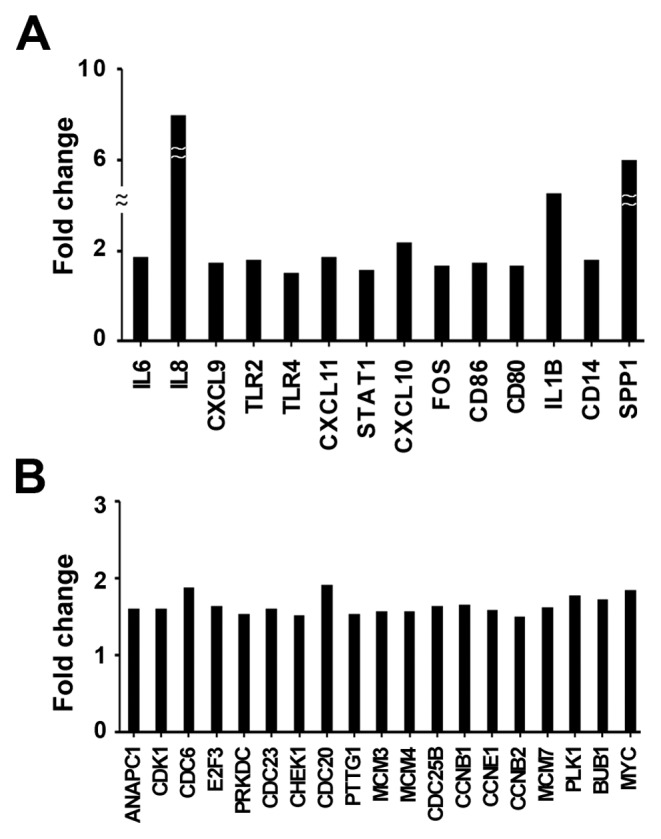 A
Fold change
10
6
2
0
IL6
IL8
CXCL9
TLR2
TLR4
CXCL11
STAT1
CXCL10
FOS
CD86
CD80
IL1B
CD14
SPP1
B
Fold change
3
2
1
0
ANAPC1
CDK1
CDC6
E2F3
PRKDC
CDC23
CHEK1
CDC20
PTTG1
MCM3
MCM4
CDC25B
CCNB1
CCNE1
CCNB2
MCM7
PLK1
BUB1
MYC